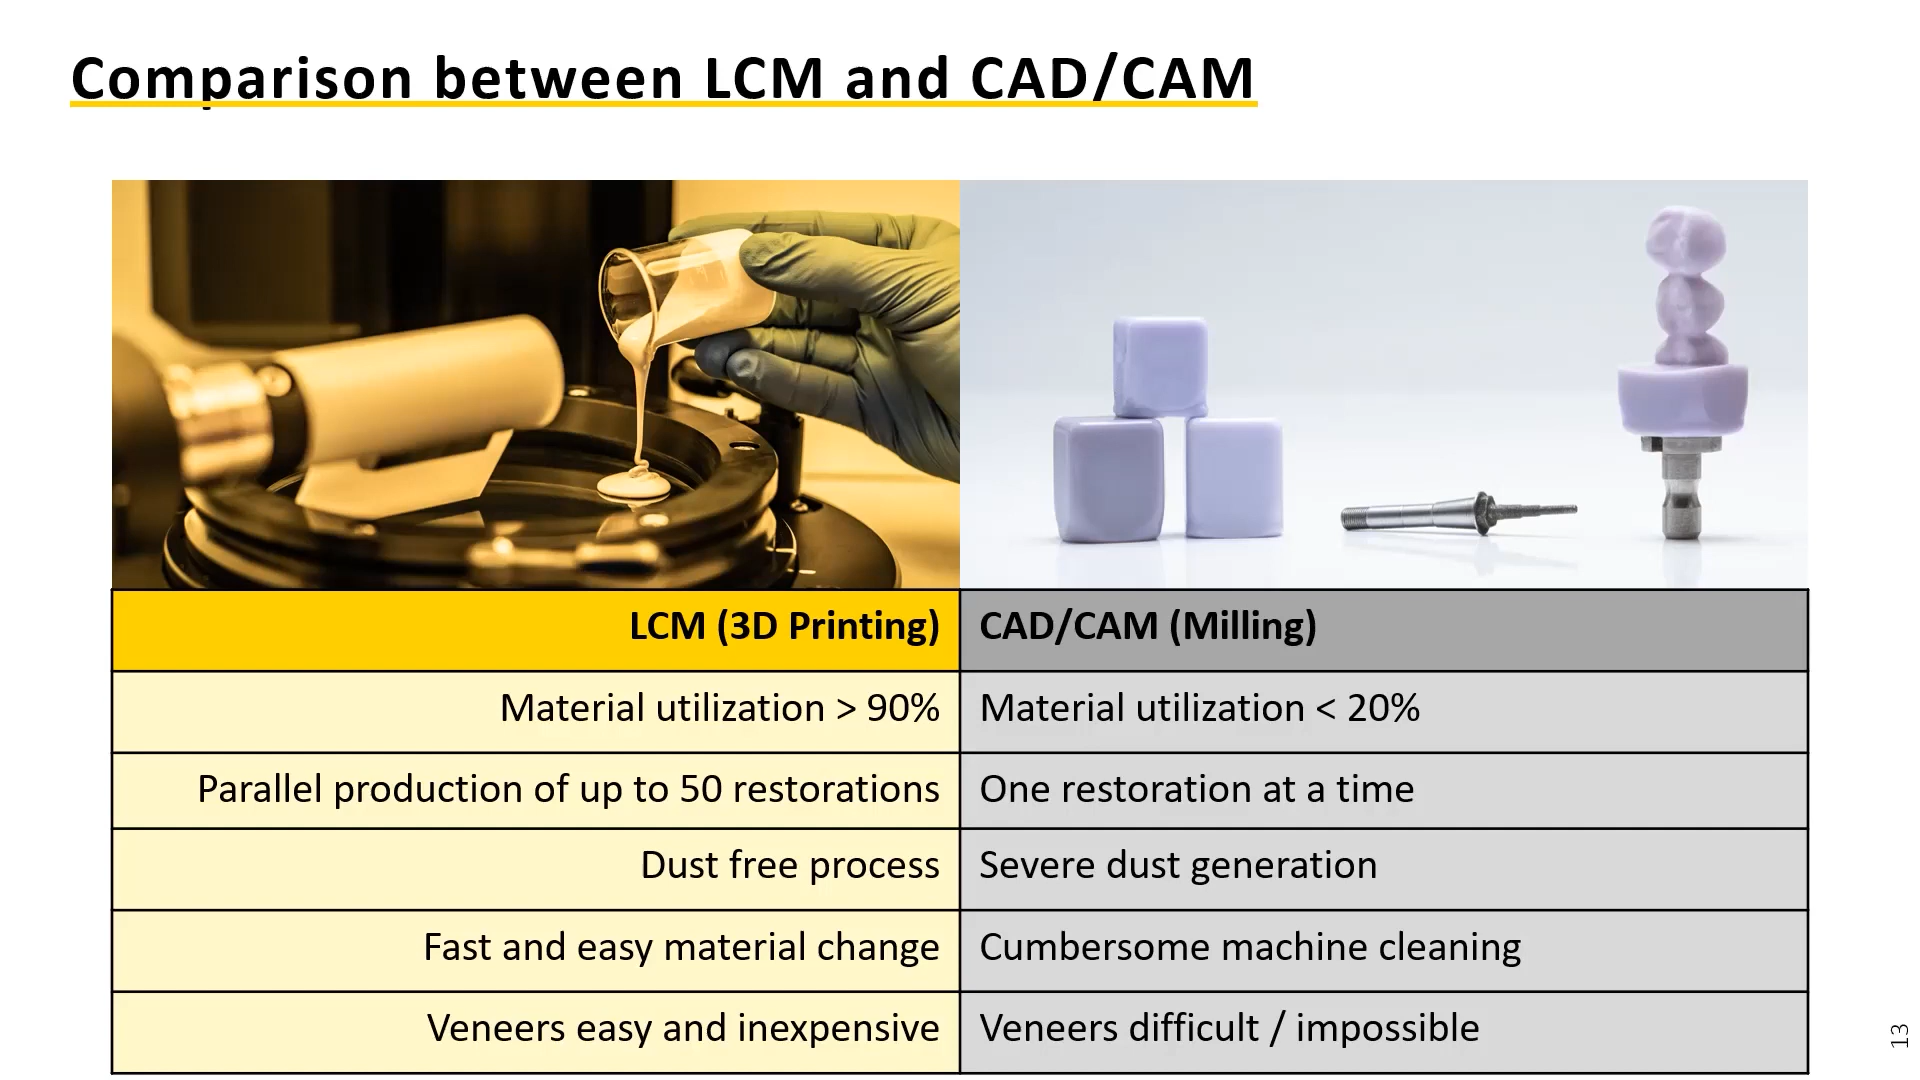 Comparison between LCM and CAD/CAM
LCM (3D Printing)
CAD/CAM (Milling)
Material utilization > 90%
Material utilization < 20%
Parallel production of up to 50 restorations
One restoration at a time
Dust free process
Severe dust generation
Fast and easy material change
Cumbersome machine cleaning
Veneers easy and inexpensive
Veneers difficult / impossible
13